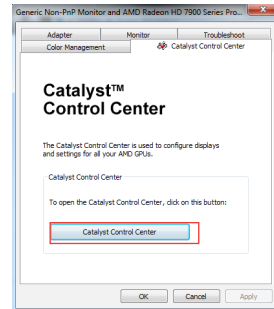 Generic Non-PnP Monitor and AMD Radeon HD 7900 Series Pro...
Adapter Monitor Troubleshoot
Color Management Catalyst Control Center
Catalyst™
Control Center
The Catalyst Control Center is used to configure displays
and settings for all your AMD GPUs.
Catalyst Control Center
To open the Catalyst Control Center, click on this button:
Catalyst Control Center
OK Cancel Apply